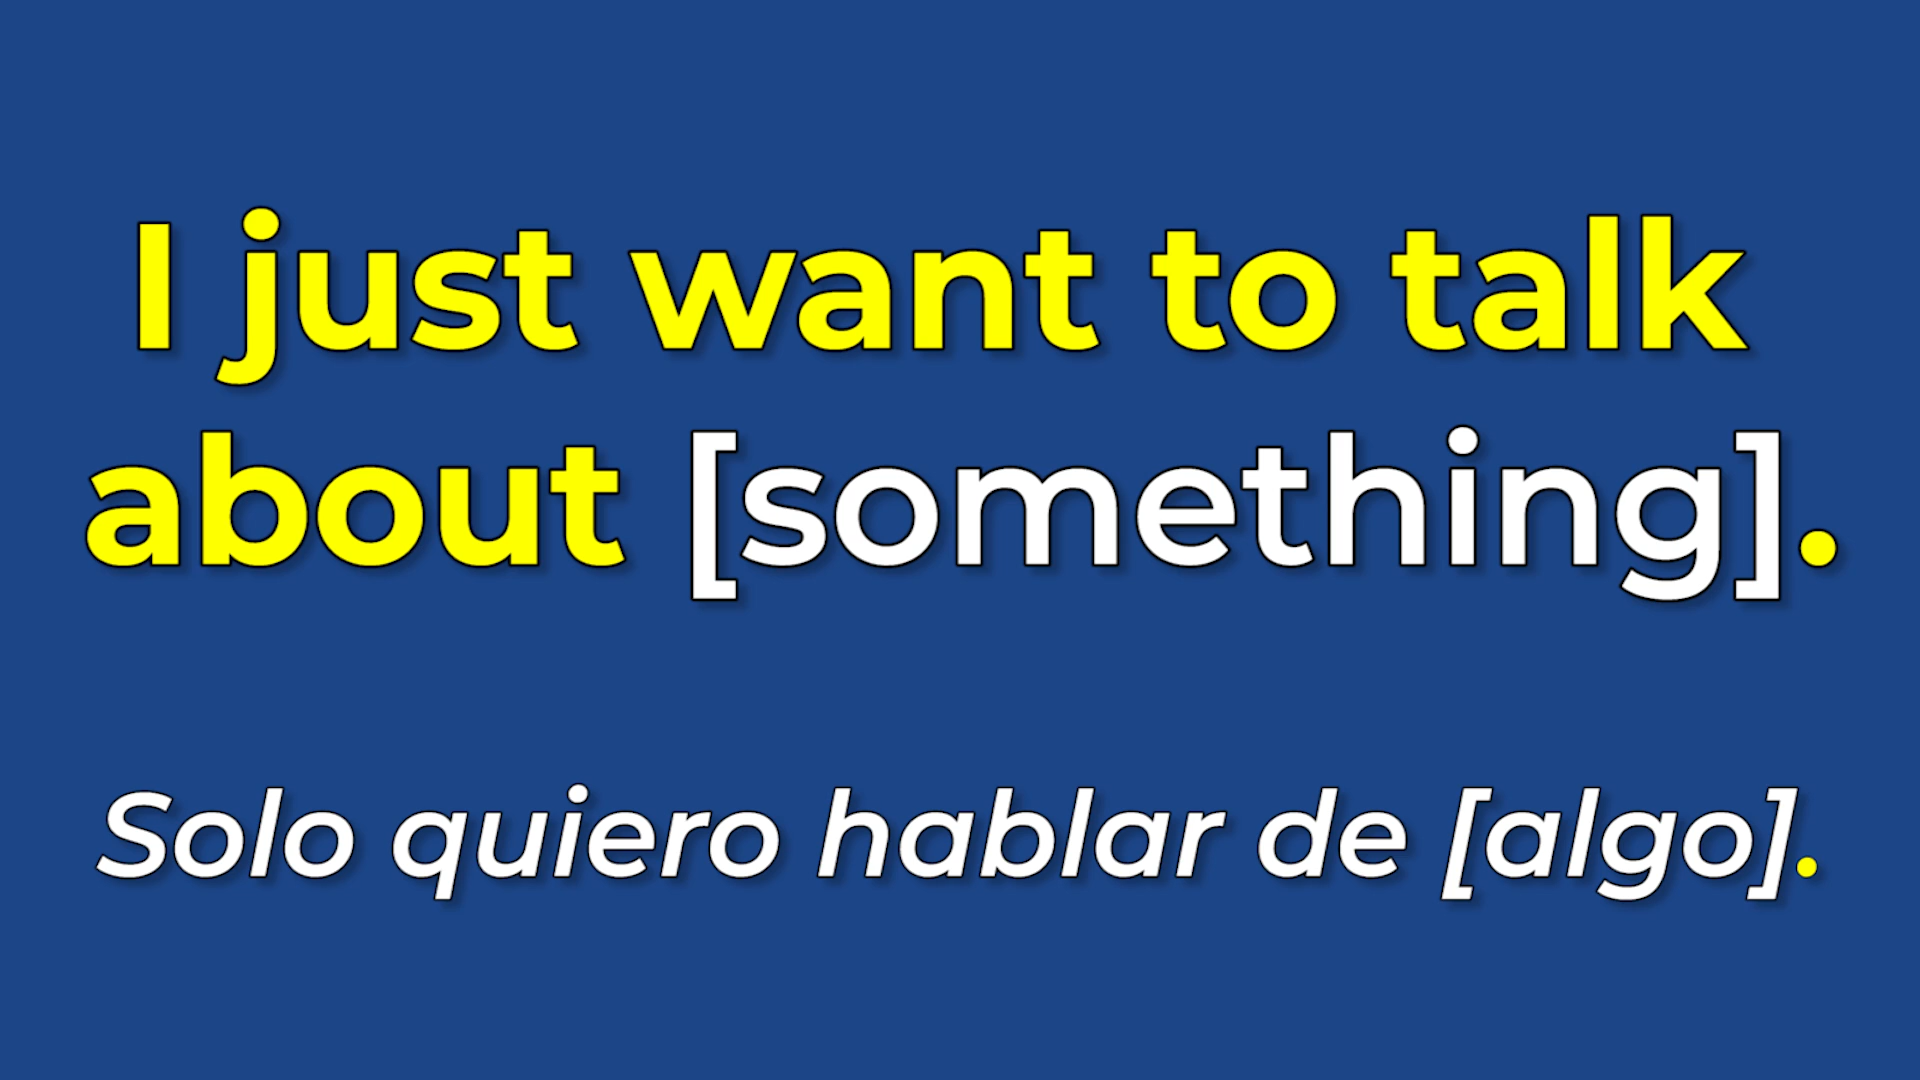 I just want to talk
about [something].
Solo quiero hablar de [algo].